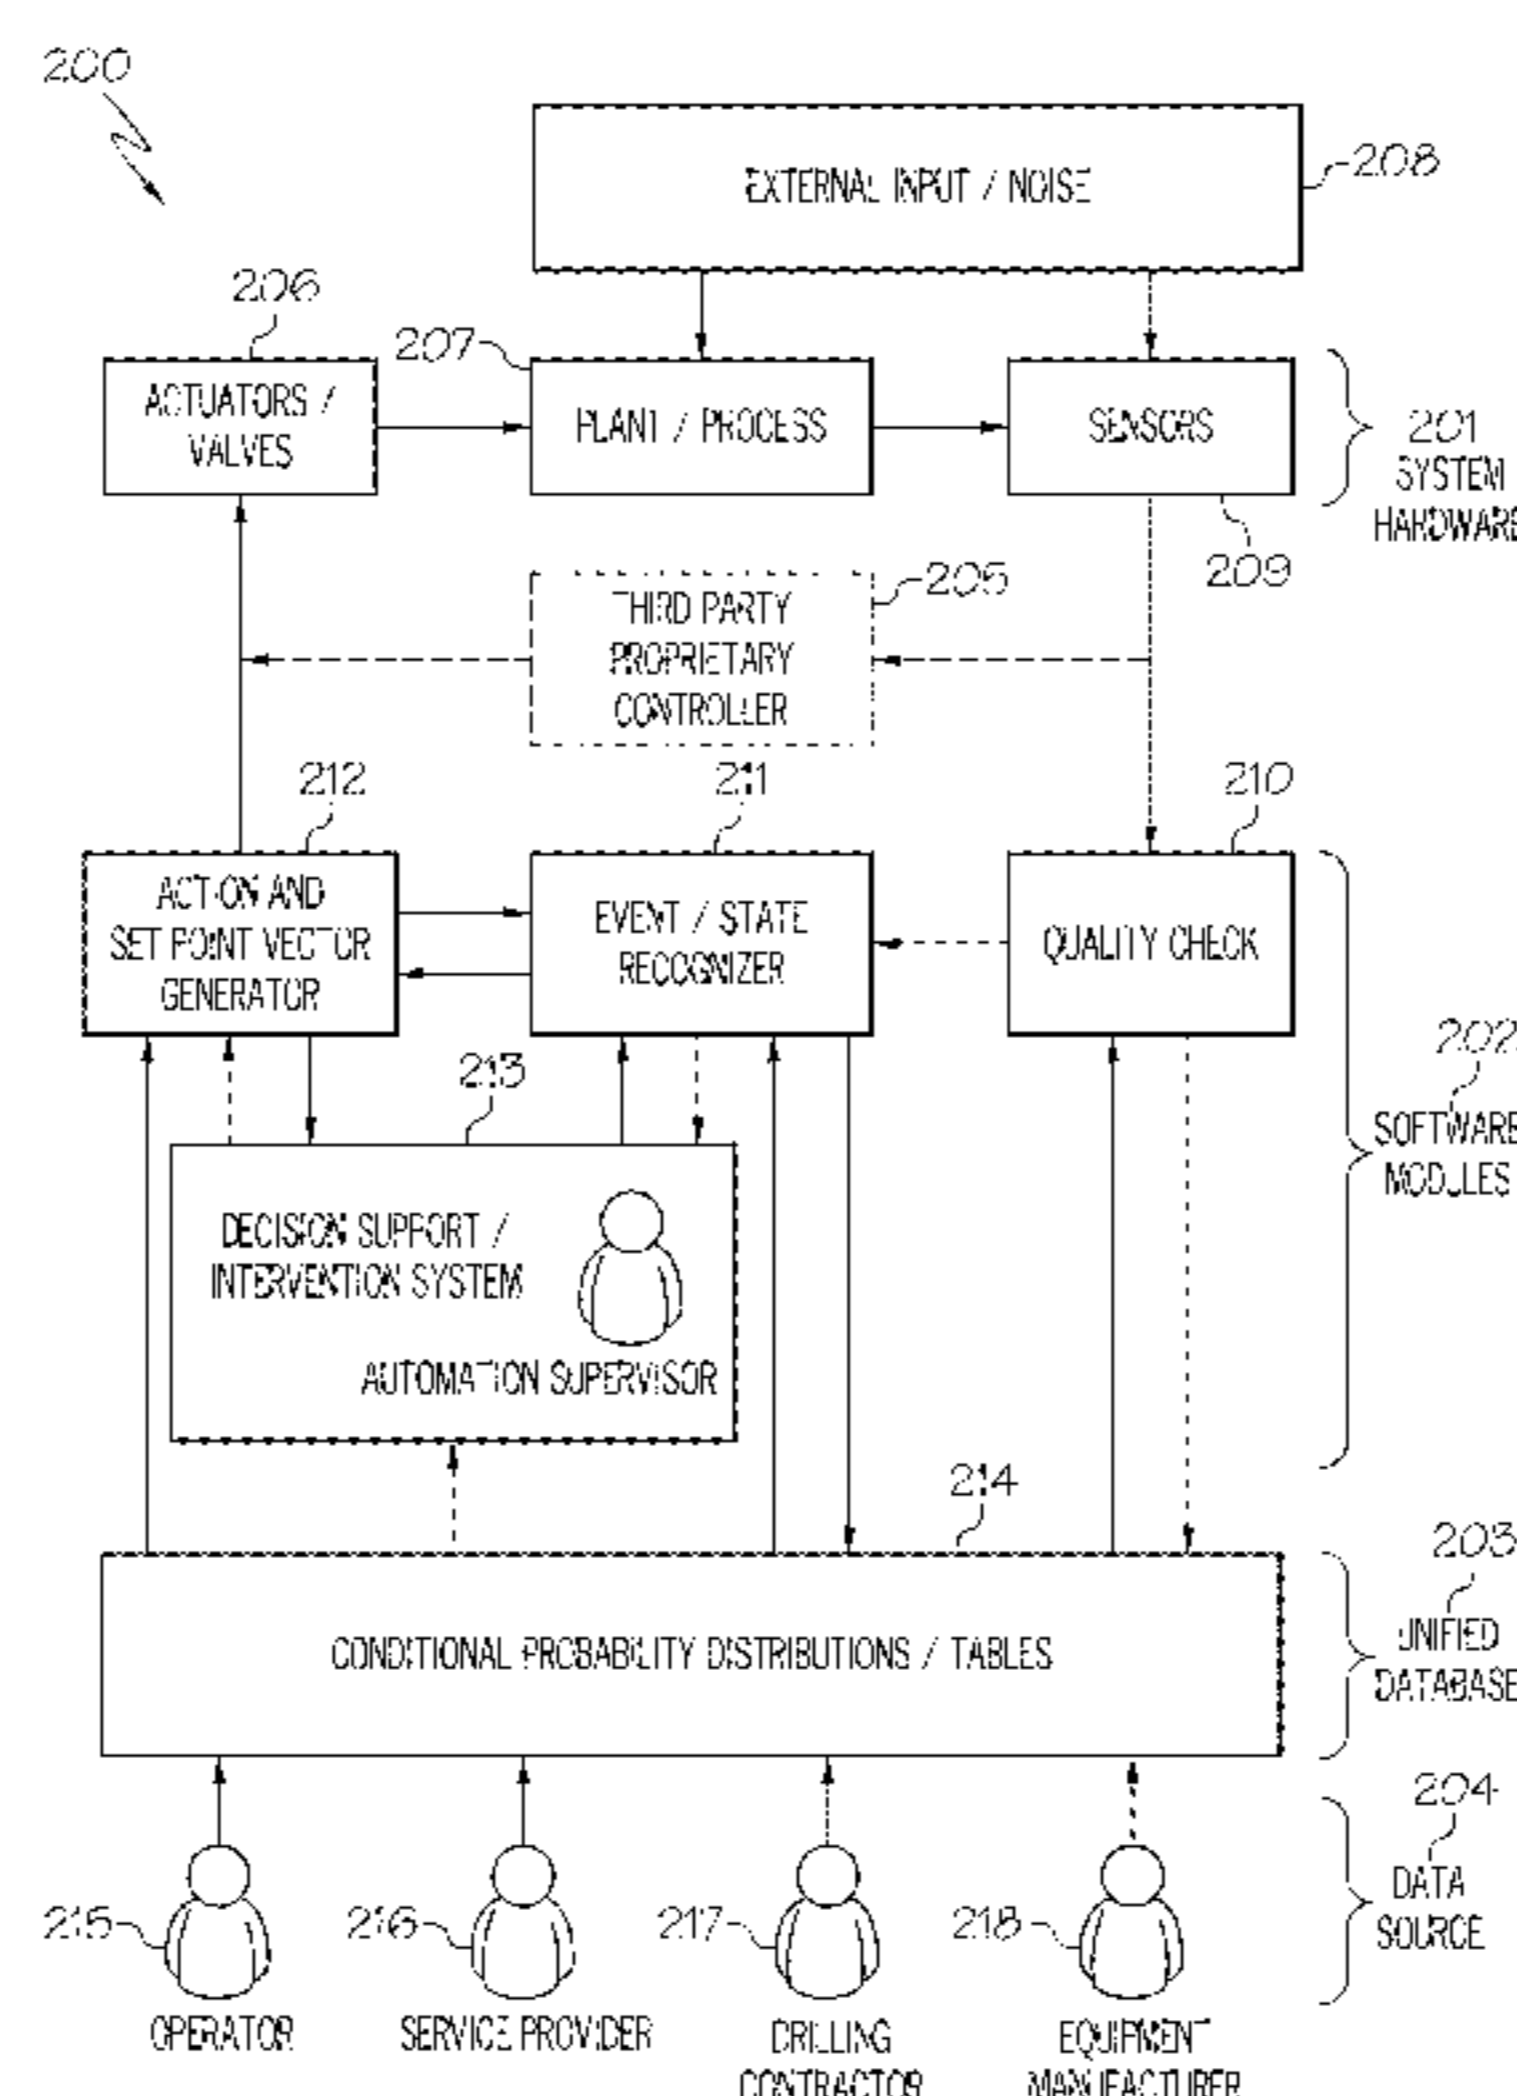 200
EXTERNAL INPUT / NOISE
208
206
207
ACTUATORS /
VALVES
PLANT / PROCESS
SENSORS
201
SYSTEM
HARDWARE
209
THIRD PARTY
PROPRIETARY
CONTROLLER
205
212
211
210
ACTION AND
SET POINT VECTOR
GENERATOR
EVENT / STATE
RECOGNIZER
QUALITY CHECK
202
SOFTWARE
MODULES
213
DECISION SUPPORT /
INTERVENTION SYSTEM
AUTOMATION SUPERVISOR
214
CONDITIONAL PROBABILITY DISTRIBUTIONS / TABLES
203
UNIFIED
DATABASE
204
DATA
SOURCE
215
216
217
218
OPERATOR
SERVICE PROVIDER
DRILLING
CONTRACTOR
EQUIPMENT
MANUFACTURER